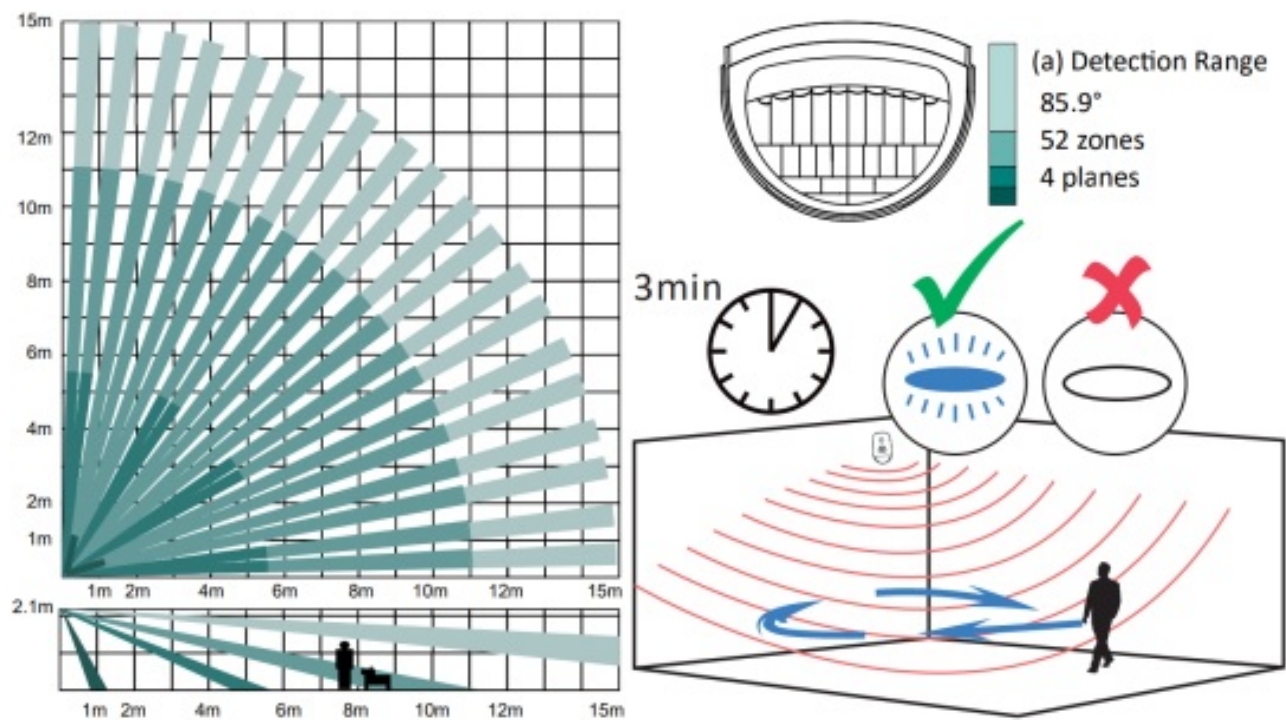 15m
12m
10m
8m
6m
4m
2m
1m
1m 2m 4m 6m 8m 10m 12m 15m
2.1m
1m 2m 4m 6m 8m 10m 12m 15m
(a) Detection Range
85.9°
52 zones
4 planes
3min